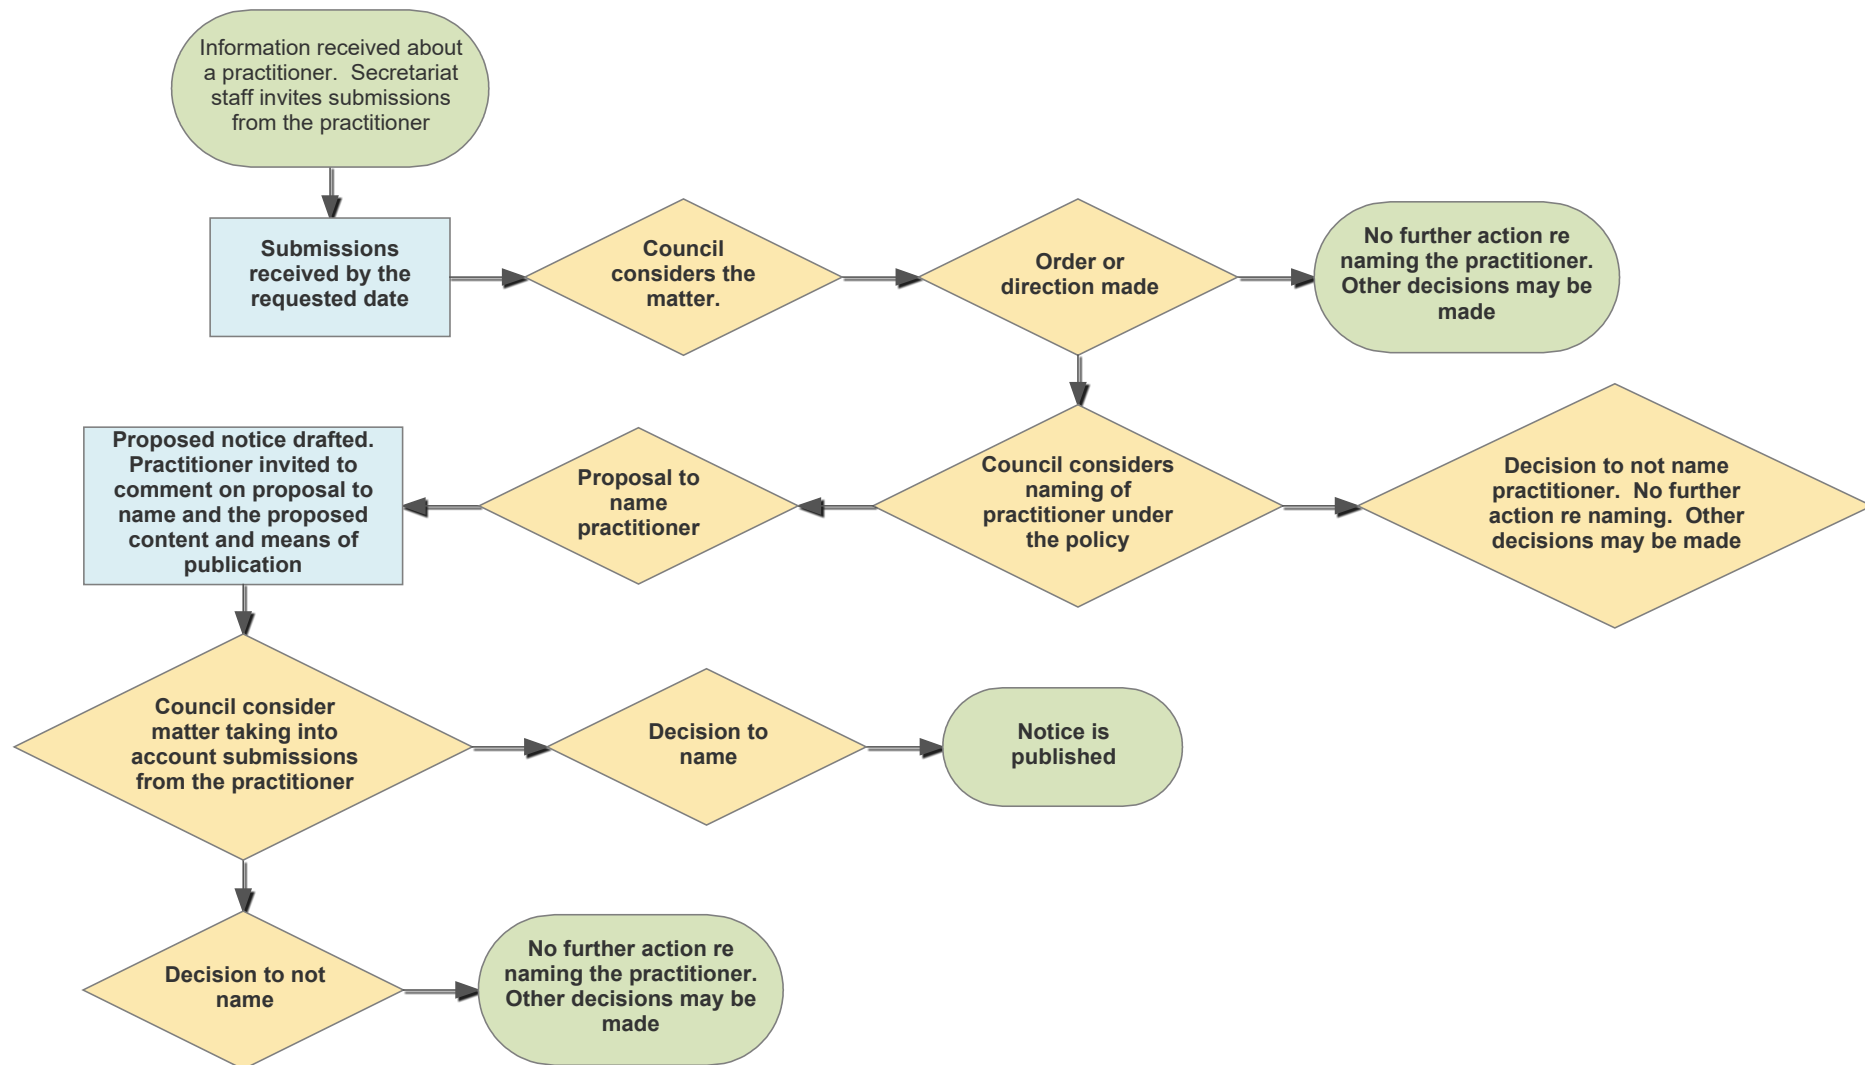 Information received about
a practitioner.  Secretariat
staff invites submissions
from the practitioner
Submissions
received by the
requested date
Council
considers the
matter.
Order or
direction made
No further action re
naming the practitioner.
Other decisions may be
made
Proposed notice drafted.
Practitioner invited to
comment on proposal to
name and the proposed
content and means of
publication
Proposal to
name
practitioner
Council considers
naming of
practitioner under
the policy
Decision to not name
practitioner.  No further
action re naming.  Other
decisions may be made
Council consider
matter taking into
account submissions
from the practitioner
Decision to
name
Notice is
published
Decision to not
name
No further action re
naming the practitioner.
Other decisions may be
made